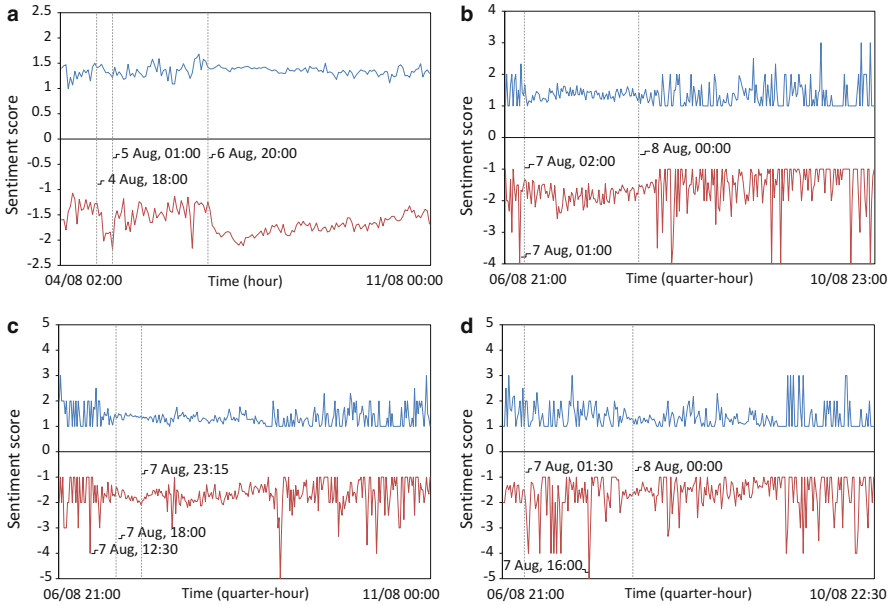 a
2.5
2
1.5
1
0.5
0
-0.5
-1
-1.5
-2
-2.5
Sentiment score
5 Aug, 01:00
6 Aug, 20:00
4 Aug, 18:00
04/08 02:00
Time (hour)
11/08 00:00
b
4
3
2
1
0
-1
-2
-3
-4
Sentiment score
7 Aug, 02:00
8 Aug, 00:00
7 Aug, 01:00
06/08 21:00
Time (quarter-hour)
10/08 23:00
c
5
4
3
2
1
0
-1
-2
-3
-4
-5
Sentiment score
7 Aug, 23:15
7 Aug, 18:00
7 Aug, 12:30
06/08 21:00
Time (quarter-hour)
11/08 00:00
d
5
4
3
2
1
0
-1
-2
-3
-4
-5
Sentiment score
7 Aug, 01:30
8 Aug, 00:00
7 Aug, 16:00
06/08 21:00
Time (quarter-hour)
10/08 22:30